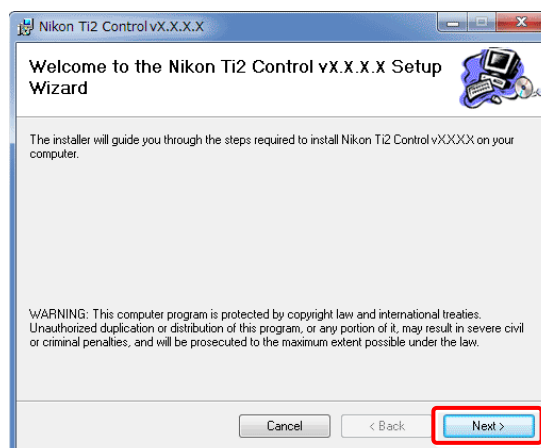 Nikon Ti2 Control vX.X.X.X
Welcome to the Nikon Ti2 Control vX.X.X.X Setup
Wizard
The installer will guide you through the steps required to install Nikon Ti2 Control vXXXX on your
computer.
WARNING: This computer program is protected by copyright law and international treaties.
Unauthorized duplication or distribution of this program, or any portion of it, may result in severe civil
or criminal penalties, and will be prosecuted to the maximum extent possible under the law.
Cancel < Back Next >